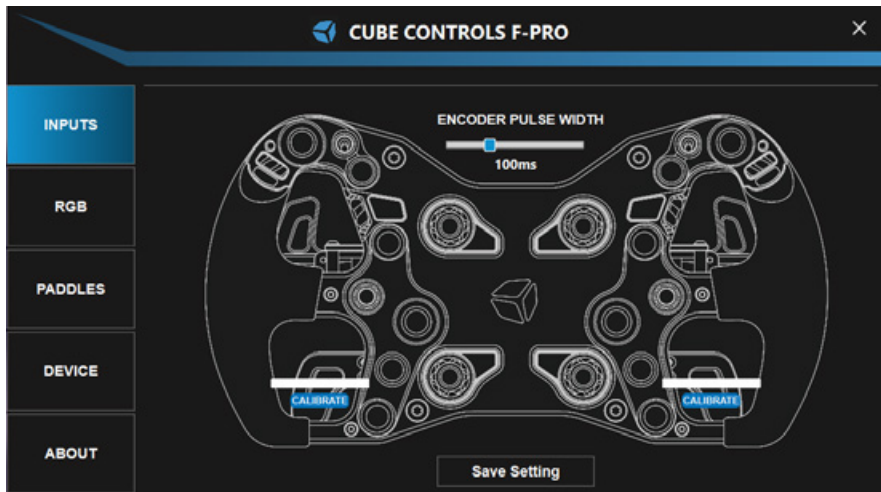 CUBE CONTROLS F-PRO
INPUTS
RGB
PADDLES
DEVICE
ABOUT
ENCODER PULSE WIDTH
100ms
CALIBRATE
CALIBRATE
Save Setting